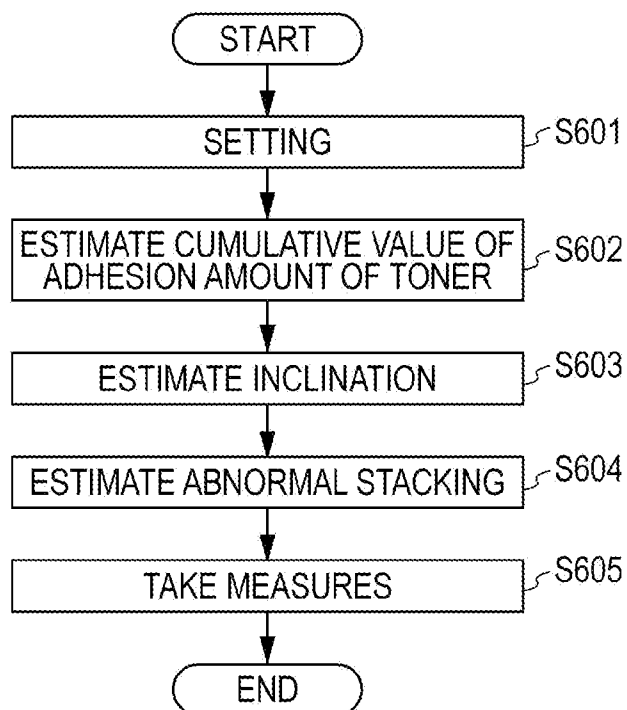 START
SETTING
S601
ESTIMATE CUMULATIVE VALUE OF
ADHESION AMOUNT OF TONER
S602
ESTIMATE INCLINATION
S603
ESTIMATE ABNORMAL STACKING
S604
TAKE MEASURES
S605
END